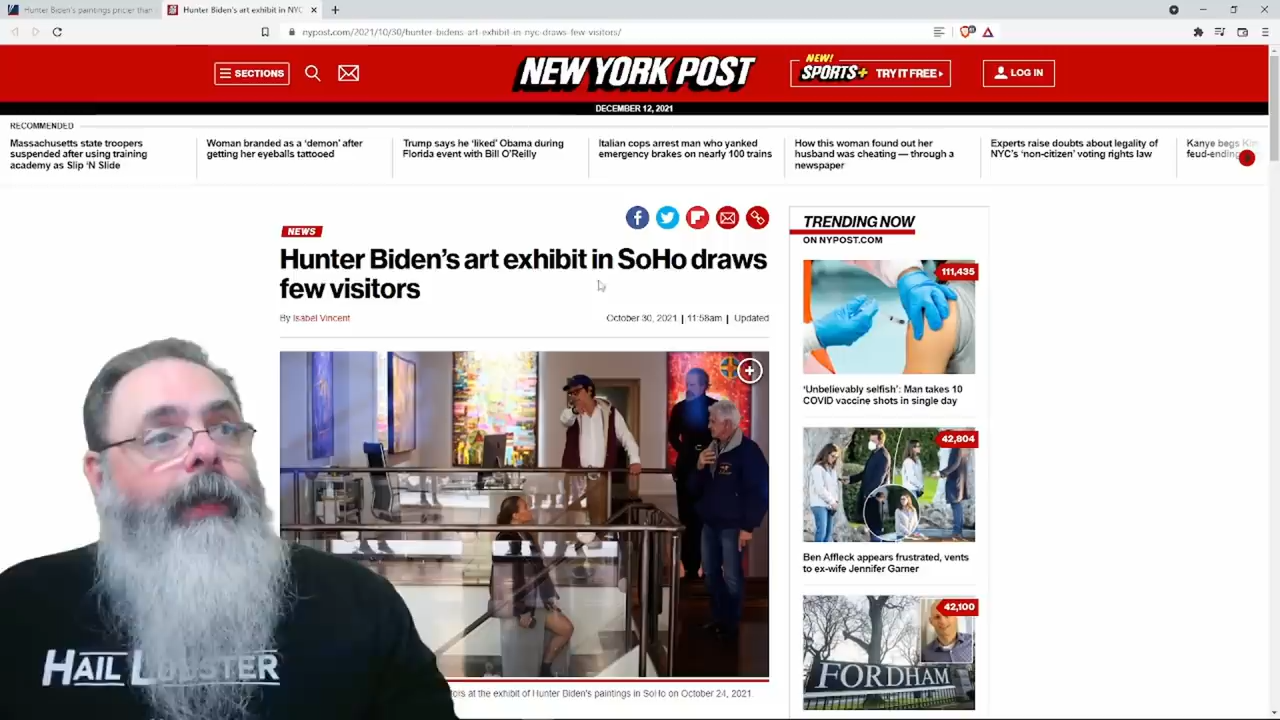 Hunter Biden's paintings pricier than
Hunter Biden's art exhibit in NYC
nypost.com/2021/10/30/hunter-bidens-art-exhibit-in-nyc-draws-few-visitors/
SECTIONS
NEW YORK POST
NEW!
SPORTS+ TRY IT FREE
LOG IN
DECEMBER 12, 2021
RECOMMENDED
Massachusetts state troopers
suspended after using training
academy as Slip 'N Slide
Woman branded as a 'demon' after
getting her eyeballs tattooed
Trump says he 'liked' Obama during
Florida event with Bill O'Reilly
Italian cops arrest man who yanked
emergency brakes on nearly 100 trains
How this woman found out her
husband was cheating — through a
newspaper
Experts raise doubts about legality of
NYC's 'non-citizen' voting rights law
Kanye begs Kim
feud-ending
NEWS
Hunter Biden's art exhibit in SoHo draws
few visitors
By Isabel Vincent
October 30, 2021 | 11:58am | Updated
at the exhibit of Hunter Biden's paintings in SoHo on October 24, 2021.
TRENDING NOW
ON NYPOST.COM
111,435
'Unbelievably selfish': Man takes 10
COVID vaccine shots in single day
42,804
Ben Affleck appears frustrated, vents
to ex-wife Jennifer Garner
42,100
FORDHAM
HAIL LOBSTER